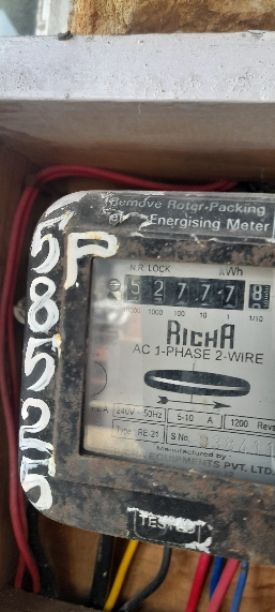 Remove Rotor-Packing
Energising Meter
P
N.R. LOCK kWh
5 2 7 7 7 8
10000 1000 100 10 1 1/10
RICHA
AC 1-PHASE 2-WIRE
240V - 50Hz 5-10 A 1200 Revs
Type RE-21 S No.
Manufactured by
EQUIPMENTS PVT. LTD.
TESTED
585255